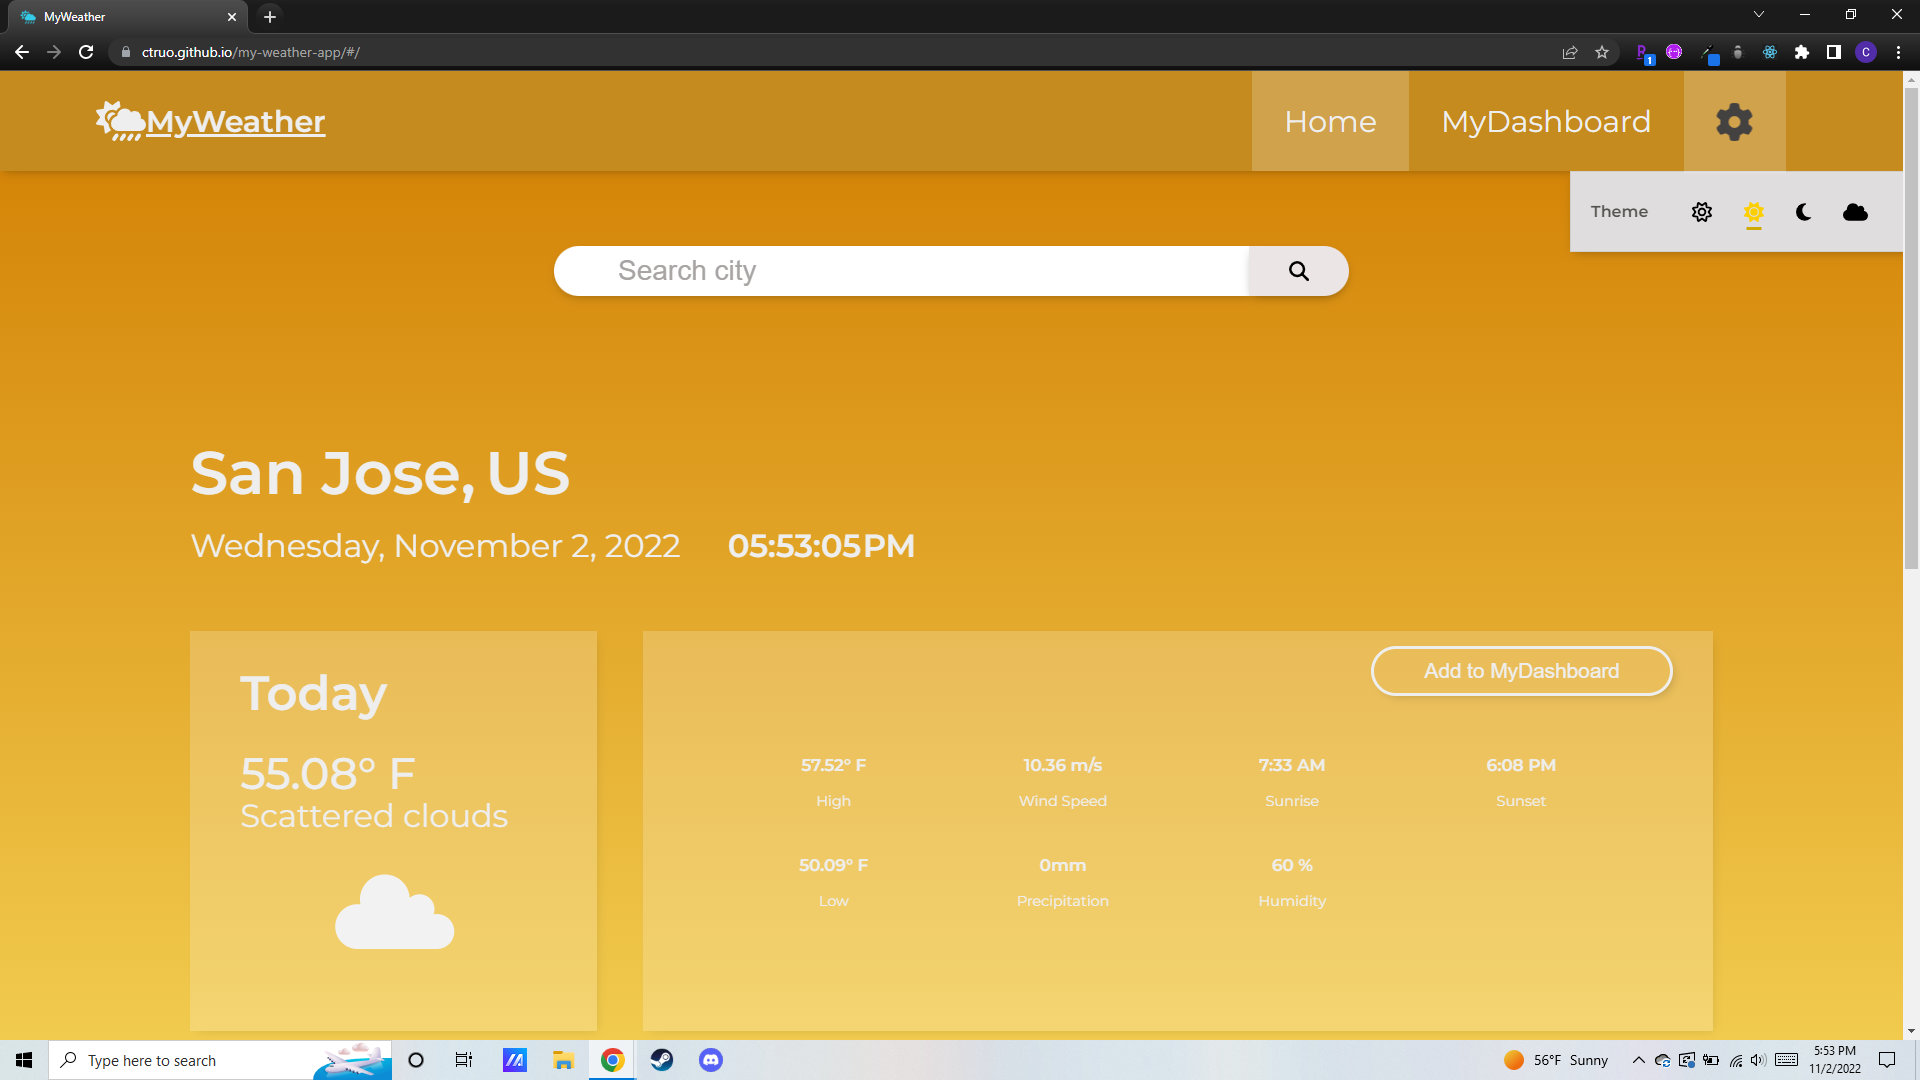 MyWeather
ctruo.github.io/my-weather-app/#/
1
C
MyWeather
Home
MyDashboard
Theme
Search city
San Jose, US
Wednesday, November 2, 2022 05:53:05PM
Today
55.08° F
Scattered clouds
Add to MyDashboard
57.52° F 10.36 m/s 7:33 AM 6:08 PM
High Wind Speed Sunrise Sunset
50.09° F 0mm 60 %
Low Precipitation Humidity
Type here to search
56°F Sunny
5:53 PM
11/2/2022